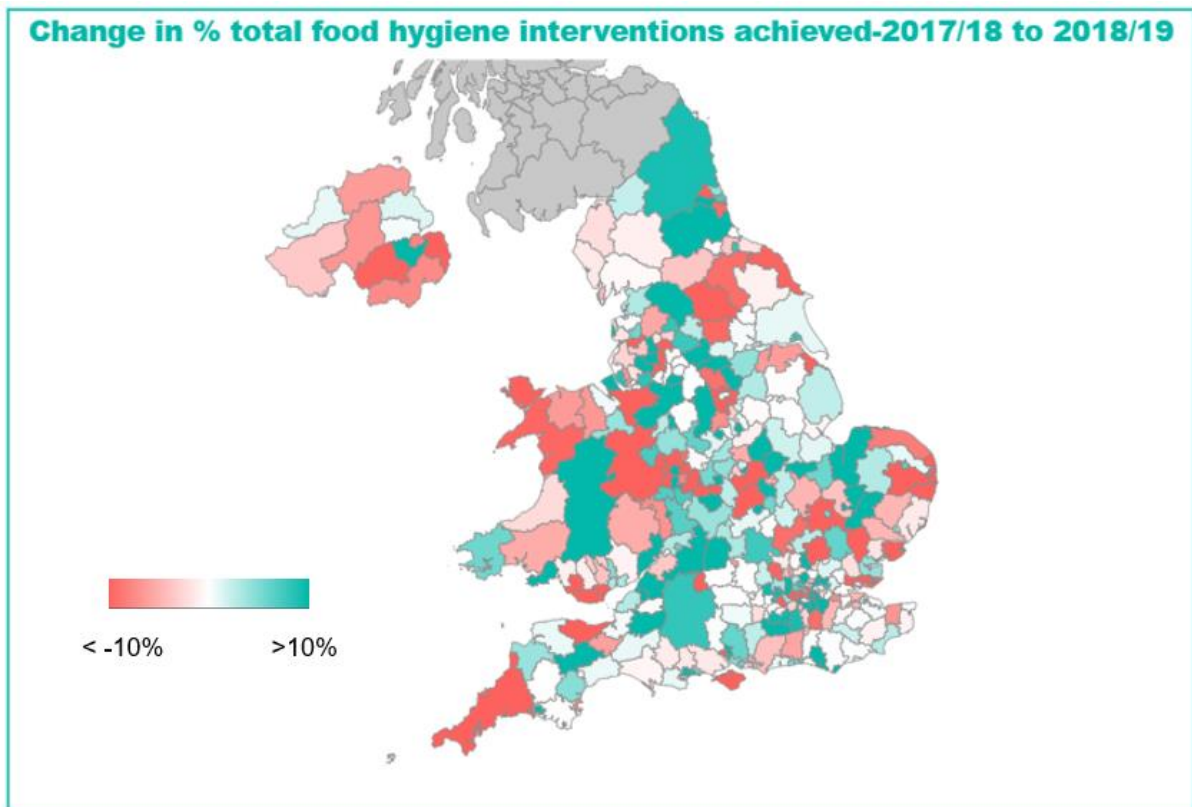 Change in % total food hygiene interventions achieved-2017/18 to 2018/19
< -10% >10%